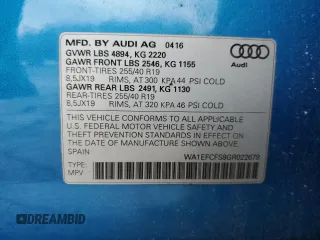 MFD. BY AUDI AG 0416
GVWR LBS 4894, KG 2220
GAWR FRONT LBS 2546, KG 1155
FRONT-TIRES 255/40 R19
8,5JX19 RIMS, AT 300 KPA 44 PSI COLD
GAWR REAR LBS 2491, KG 1130
REAR-TIRES 255/40 R19
8,5JX19 RIMS, AT 320 KPA 46 PSI COLD
Audi
THIS VEHICLE CONFORMS TO ALL APPLICABLE
U.S. FEDERAL MOTOR VEHICLE SAFETY, BUMPER AND
THEFT PREVENTION STANDARDS IN EFFECT
ON THE DATE OF MANUFACTURE SHOWN ABOVE.
WA1EFCFS8GR022679
TYPE:
MADE IN
SPAIN
DREAMBID